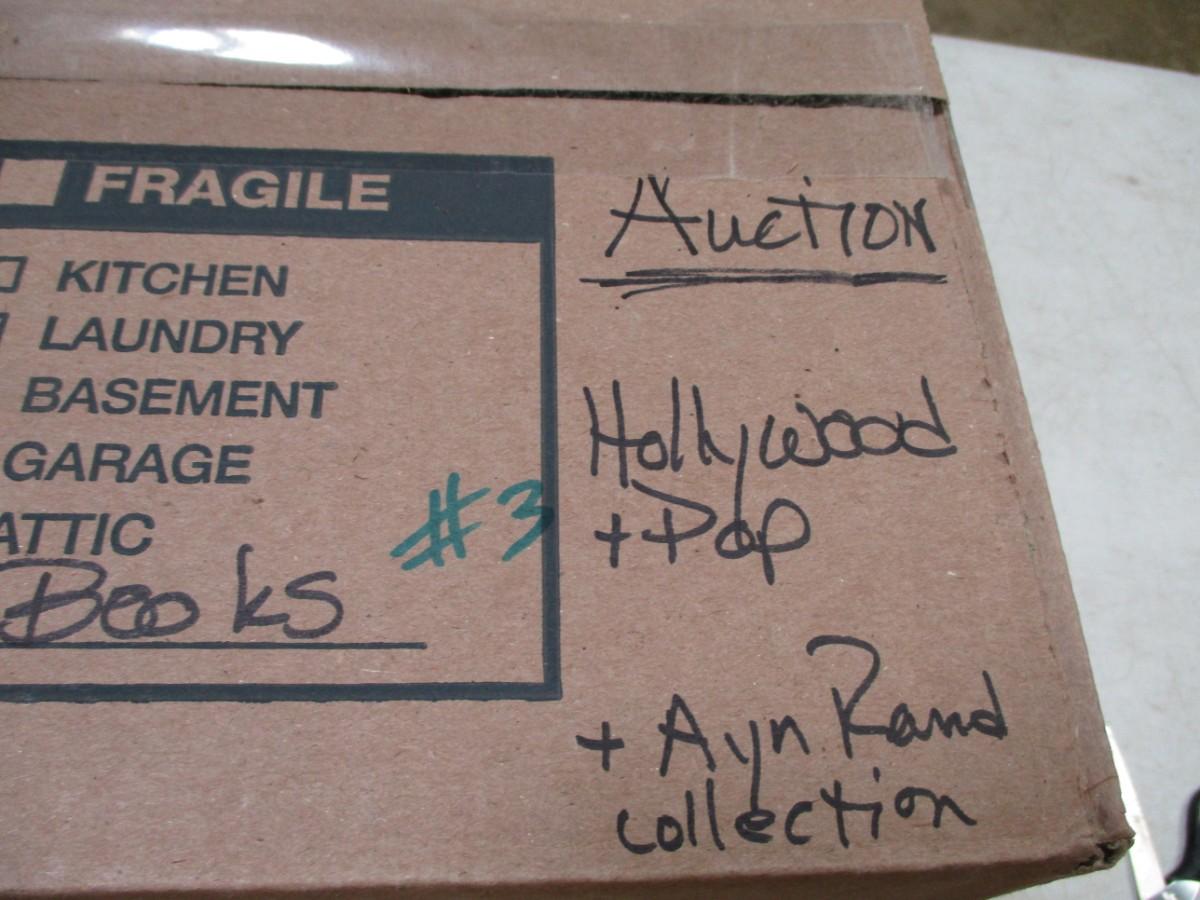 FRAGILE
KITCHEN
LAUNDRY
BASEMENT
GARAGE
ATTIC
Books
#3
Auction
Hollywood
+ Pop
+ Ayn Rand
collection